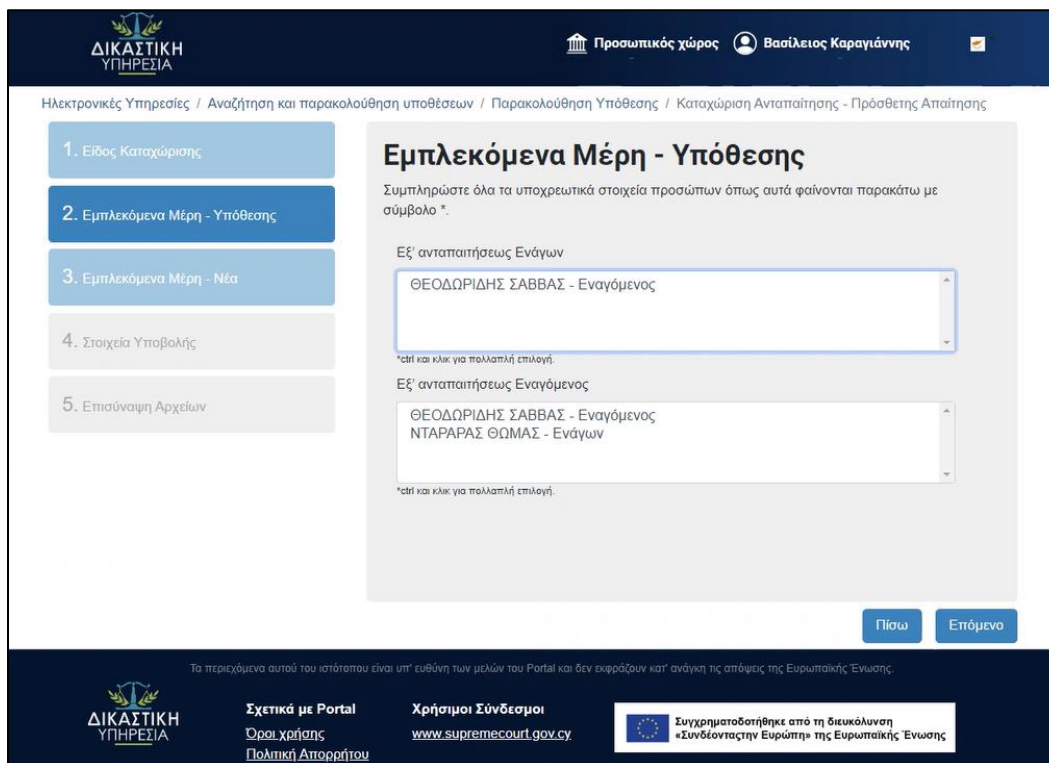 ΔΙΚΑΣΤΙΚΗ
ΥΠΗΡΕΣΙΑ
Προσωπικός χώρος
Βασίλειος Καραγιάννης
Ηλεκτρονικές Υπηρεσίες / Αναζήτηση και παρακολούθηση υποθέσεων / Παρακολούθηση Υπόθεσης / Καταχώριση Ανταπαίτησης - Πρόσθετης Απαίτησης
1. Είδος Καταχώρισης
2. Εμπλεκόμενα Μέρη - Υπόθεσης
3. Εμπλεκόμενα Μέρη - Νέα
4. Στοιχεία Υποβολής
5. Επισύναψη Αρχείων
Εμπλεκόμενα Μέρη - Υπόθεσης
Συμπληρώστε όλα τα υποχρεωτικά στοιχεία προσώπων όπως αυτά φαίνονται παρακάτω με
σύμβολο *.
Εξ' ανταπαιτήσεως Ενάγων
ΘΕΟΔΩΡΙΔΗΣ ΣΑΒΒΑΣ - Εναγόμενος
*ctrl και κλικ για πολλαπλή επιλογή.
Εξ' ανταπαιτήσεως Εναγόμενος
ΘΕΟΔΩΡΙΔΗΣ ΣΑΒΒΑΣ - Εναγόμενος
ΝΤΑΡΑΡΑΣ ΘΩΜΑΣ - Ενάγων
*ctrl και κλικ για πολλαπλή επιλογή.
Πίσω
Επόμενο
Τα περιεχόμενα αυτού του ιστότοπου είναι υπ' ευθύνη των μελών του Portal και δεν εκφράζουν κατ' ανάγκη τις απόψεις της Ευρωπαϊκής Ένωσης.
ΔΙΚΑΣΤΙΚΗ
ΥΠΗΡΕΣΙΑ
Σχετικά με Portal
Όροι χρήσης
Πολιτική Απορρήτου
Χρήσιμοι Σύνδεσμοι
www.supremecourt.gov.cy
Συγχρηματοδοτήθηκε από τη διευκόλυνση
«Συνδέονταςτην Ευρώπη» της Ευρωπαϊκής Ένωσης